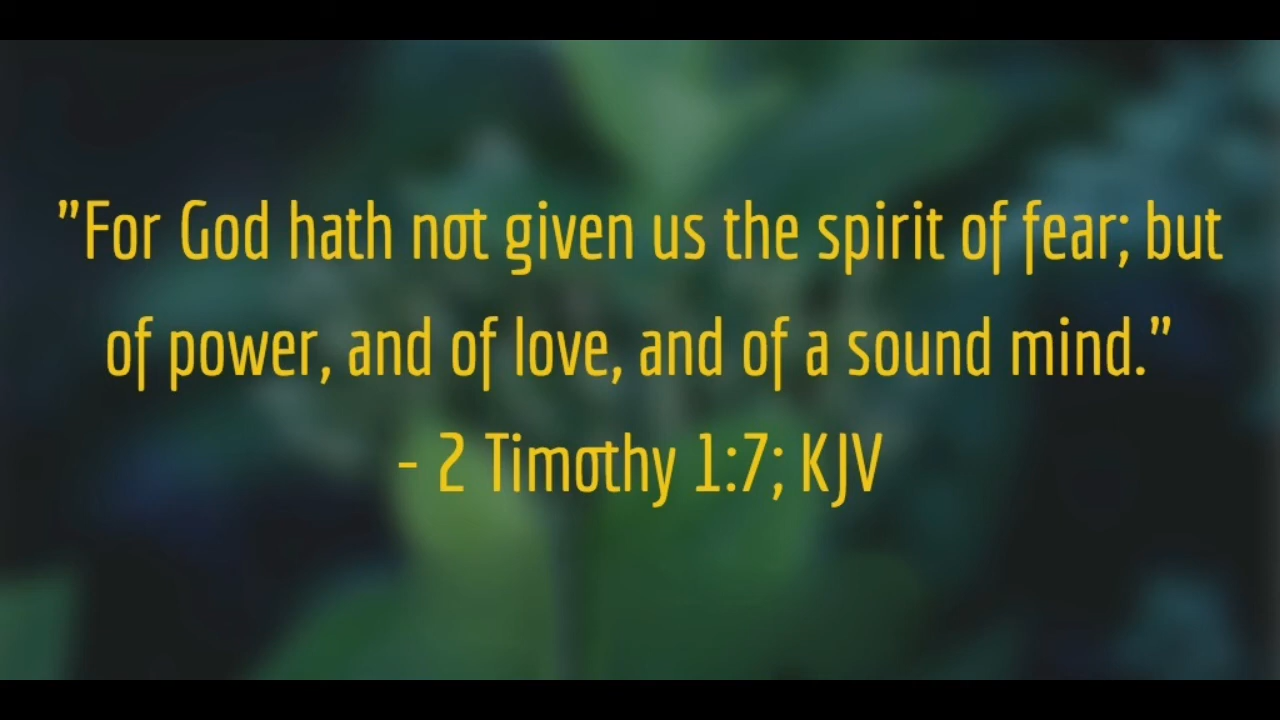 "For God hath not given us the spirit of fear; but
of power, and of love, and of a sound mind."
- 2 Timothy 1:7; KJV